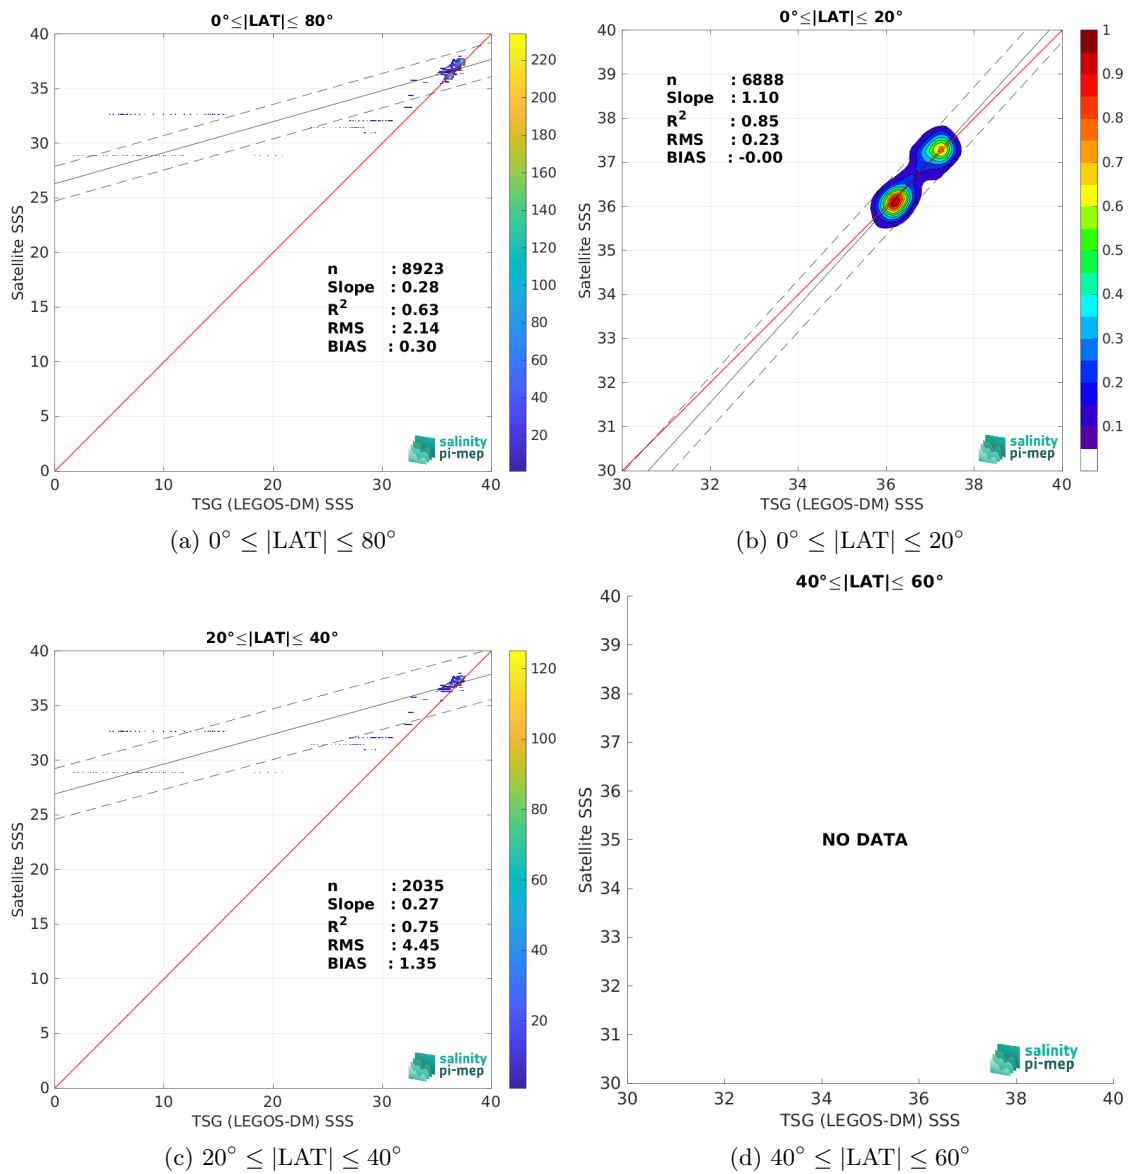 0°≤|LAT|≤ 80°
40
35
30
25
20
15
10
5
0
Satellite SSS
n : 8923
Slope : 0.28
R² : 0.63
RMS : 2.14
BIAS : 0.30
salinity
pi-mep
0 10 20 30 40
TSG (LEGOS-DM) SSS
220
200
180
160
140
120
100
80
60
40
20
(a) 0° ≤ |LAT| ≤ 80°
0°≤|LAT|≤ 20°
40
39
38
37
36
35
34
33
32
31
30
Satellite SSS
n : 6888
Slope : 1.10
R² : 0.85
RMS : 0.23
BIAS : -0.00
salinity
pi-mep
30 32 34 36 38 40
TSG (LEGOS-DM) SSS
1
0.9
0.8
0.7
0.6
0.5
0.4
0.3
0.2
0.1
(b) 0° ≤ |LAT| ≤ 20°
20°≤|LAT|≤ 40°
40
35
30
25
20
15
10
5
0
Satellite SSS
n : 2035
Slope : 0.27
R² : 0.75
RMS : 4.45
BIAS : 1.35
salinity
pi-mep
0 10 20 30 40
TSG (LEGOS-DM) SSS
120
100
80
60
40
20
(c) 20° ≤ |LAT| ≤ 40°
40°≤|LAT|≤ 60°
40
39
38
37
36
35
34
33
32
31
30
Satellite SSS
NO DATA
salinity
pi-mep
30 32 34 36 38 40
TSG (LEGOS-DM) SSS
(d) 40° ≤ |LAT| ≤ 60°